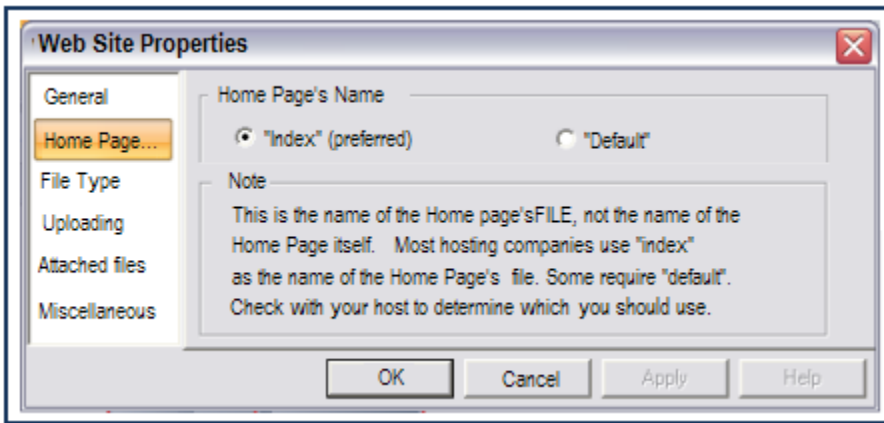 Web Site Properties
General
Home Page...
File Type
Uploading
Attached files
Miscellaneous
Home Page's Name
"Index" (preferred)
"Default"
Note
This is the name of the Home page'sFILE, not the name of the
Home Page itself. Most hosting companies use "index"
as the name of the Home Page's file. Some require "default".
Check with your host to determine which you should use.
OK
Cancel
Apply
Help